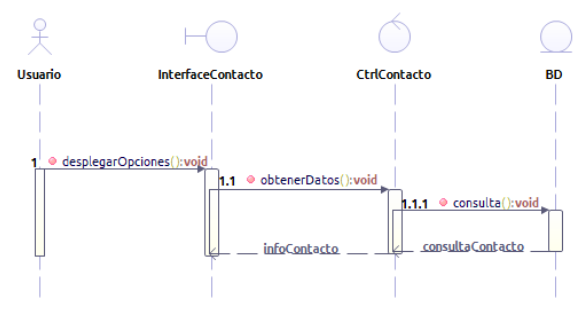 Usuario InterfaceContacto CtrlContacto BD
1 desplegarOpciones():void
1.1 obtenerDatos():void
1.1.1 consulta():void
infoContacto consultaContacto